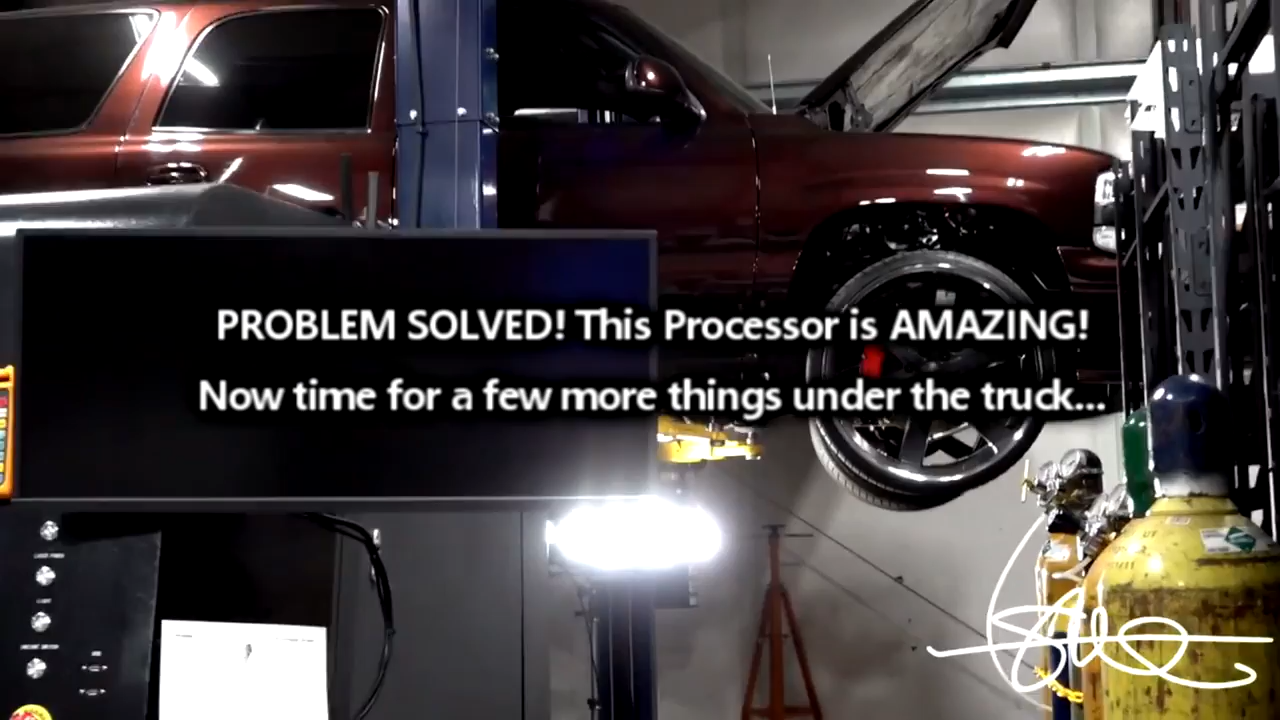 PROBLEM SOLVED! This Processor is AMAZING!
Now time for a few more things under the truck...